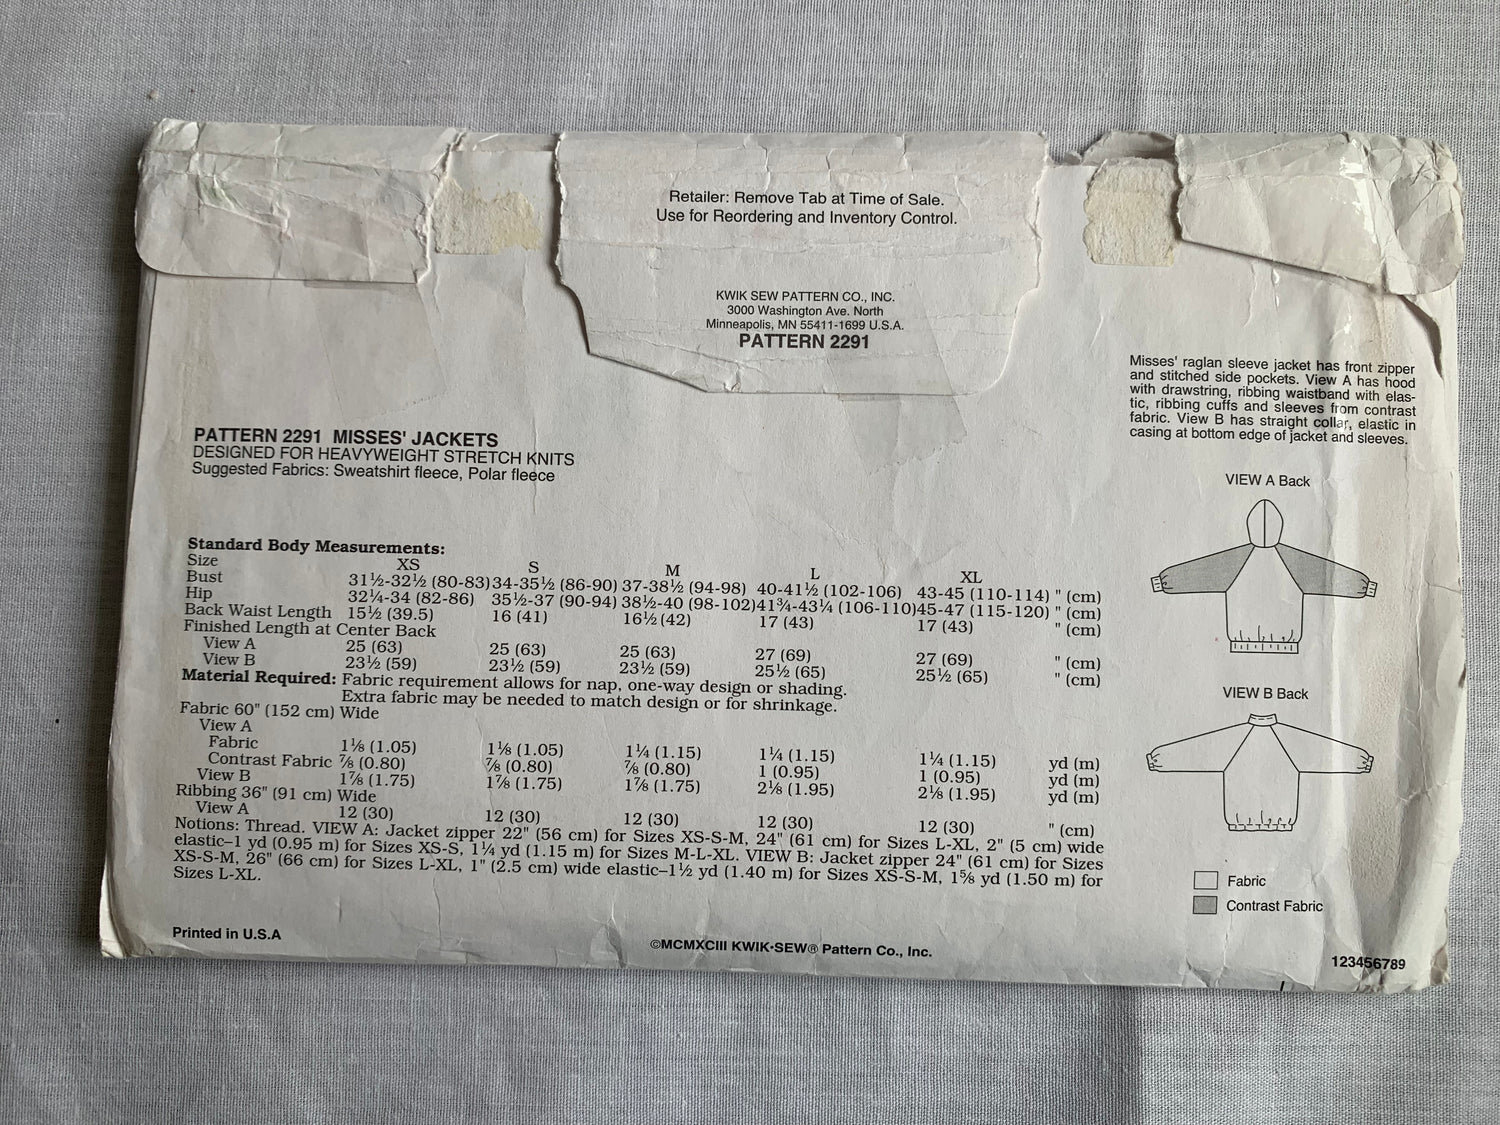 Retailer: Remove Tab at Time of Sale.
Use for Reordering and Inventory Control.
KWIK SEW PATTERN CO., INC.
3000 Washington Ave. North
Minneapolis, MN 55411-1699 U.S.A.
PATTERN 2291
Misses' raglan sleeve jacket has front zipper
and stitched side pockets. View A has hood
with drawstring, ribbing waistband with elas-
tic, ribbing cuffs and sleeves from contrast
fabric. View B has straight collar, elastic in
casing at bottom edge of jacket and sleeves.
PATTERN 2291 MISSES' JACKETS
DESIGNED FOR HEAVYWEIGHT STRETCH KNITS
Suggested Fabrics: Sweatshirt fleece, Polar fleece
Standard Body Measurements:
Size XS S M L XL
Bust 31½-32½ (80-83) 34-35½ (86-90) 37-38½ (94-98) 40-41½ (102-106) 43-45 (110-114) " (cm)
Hip 32¼-34 (82-86) 35½-37 (90-94) 38½-40 (98-102) 41¾-43¼ (106-110) 45-47 (115-120) " (cm)
Back Waist Length 15½ (39.5) 16 (41) 16½ (42) 17 (43) 17 (43) " (cm)
Finished Length at Center Back
View A 25 (63) 25 (63) 25 (63) 27 (69) 27 (69) " (cm)
View B 23½ (59) 23½ (59) 23½ (59) 25½ (65) 25½ (65) " (cm)
Material Required: Fabric requirement allows for nap, one-way design or shading.
Extra fabric may be needed to match design or for shrinkage.
Fabric 60" (152 cm) Wide
View A
Fabric 1⅛ (1.05) 1⅛ (1.05) 1¼ (1.15) 1¼ (1.15) 1¼ (1.15) yd (m)
Contrast Fabric ⅞ (0.80) ⅞ (0.80) ⅞ (0.80) 1 (0.95) 1 (0.95) yd (m)
View B 1⅞ (1.75) 1⅞ (1.75) 1⅞ (1.75) 2⅛ (1.95) 2⅛ (1.95) yd (m)
Ribbing 36" (91 cm) Wide
View A 12 (30) 12 (30) 12 (30) 12 (30) 12 (30) " (cm)
Notions: Thread. VIEW A: Jacket zipper 22" (56 cm) for Sizes XS-S-M, 24" (61 cm) for Sizes L-XL, 2" (5 cm) wide
elastic–1 yd (0.95 m) for Sizes XS-S, 1¼ yd (1.15 m) for Sizes M-L-XL. VIEW B: Jacket zipper 24" (61 cm) for Sizes
XS-S-M, 26" (66 cm) for Sizes L-XL, 1" (2.5 cm) wide elastic–1½ yd (1.40 m) for Sizes XS-S-M, 1⅝ yd (1.50 m) for
Sizes L-XL.
VIEW A Back
VIEW B Back
Fabric
Contrast Fabric
Printed in U.S.A
©MCMXCIII KWIK•SEW® Pattern Co., Inc.
123456789